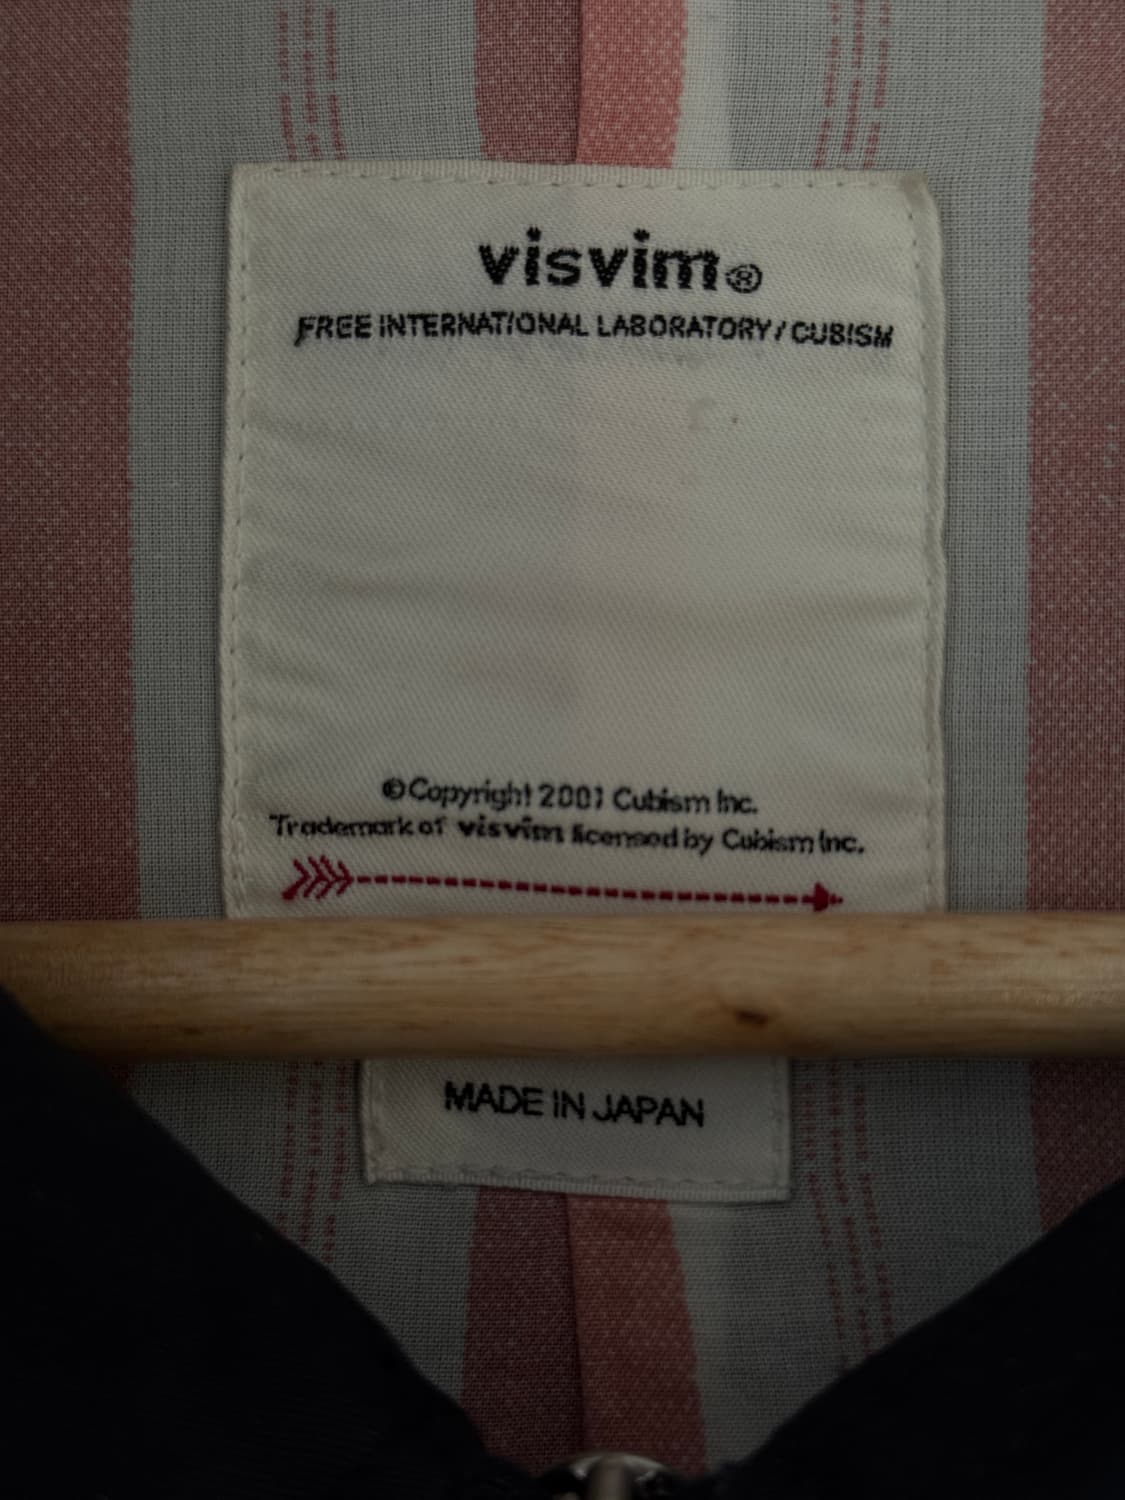 visvim®
FREE INTERNATIONAL LABORATORY / CUBISM
©Copyright 2001 Cubism Inc.
Trademark of visvim licensed by Cubism Inc.
MADE IN JAPAN